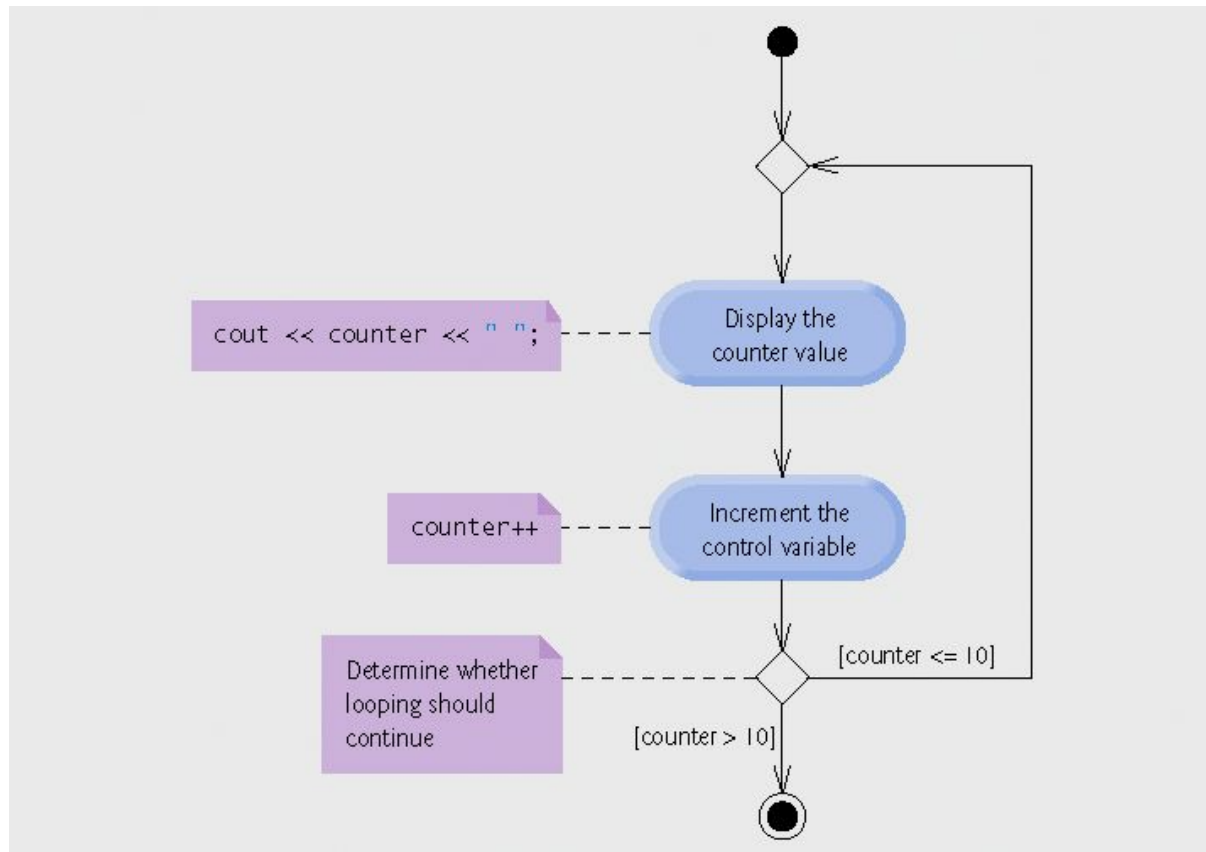 cout << counter << " ";
Display the
counter value
counter++
Increment the
control variable
Determine whether
looping should
continue
[counter <= 10]
[counter > 10]